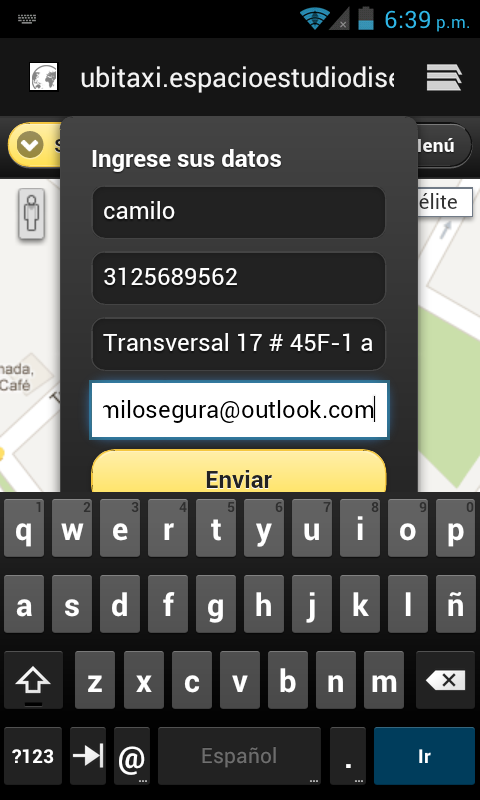 6:39 p.m.
ubitaxi.espacioestudiodise
S
lenú
Ingrese sus datos
élite
camilo
3125689562
Transversal 17 # 45F-1 a
nada,
Café
milosegura@outlook.com
Enviar
1 2 3 4 5 6 7 8 9 0
q w e r t y u i o p
a s d f g h j k l ñ
z x c v b n m
?123 @ Español . Ir